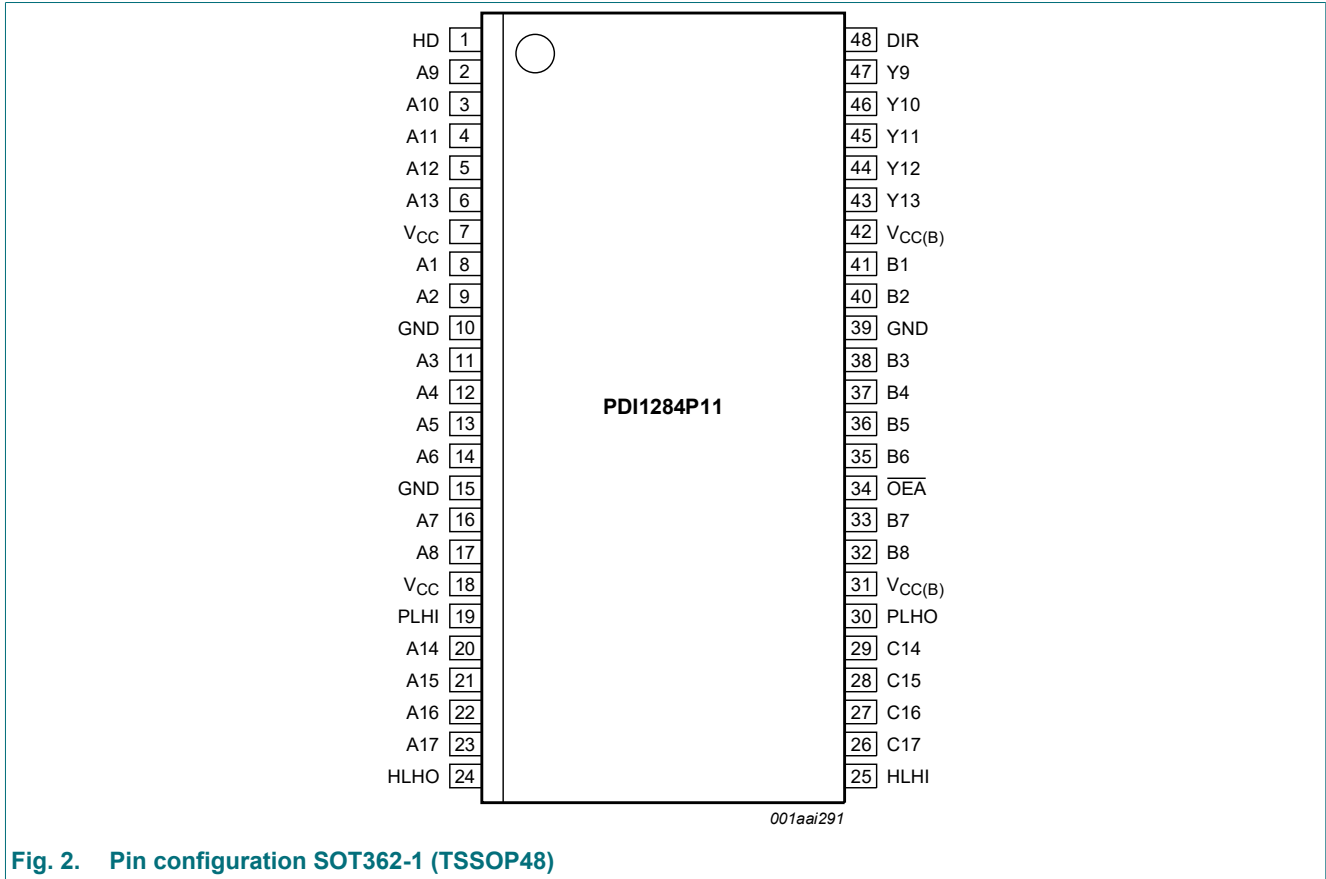 HD 1 48 DIR
A9 2 47 Y9
A10 3 46 Y10
A11 4 45 Y11
A12 5 44 Y12
A13 6 43 Y13
VCC 7 42 VCC(B)
A1 8 41 B1
A2 9 40 B2
GND 10 39 GND
A3 11 38 B3
A4 12 37 B4
PDI1284P11
A5 13 36 B5
A6 14 35 B6
GND 15 34 O̅E̅A̅
A7 16 33 B7
A8 17 32 B8
VCC 18 31 VCC(B)
PLHI 19 30 PLHO
A14 20 29 C14
A15 21 28 C15
A16 22 27 C16
A17 23 26 C17
HLHO 24 25 HLHI
001aai291
Fig. 2. Pin configuration SOT362-1 (TSSOP48)